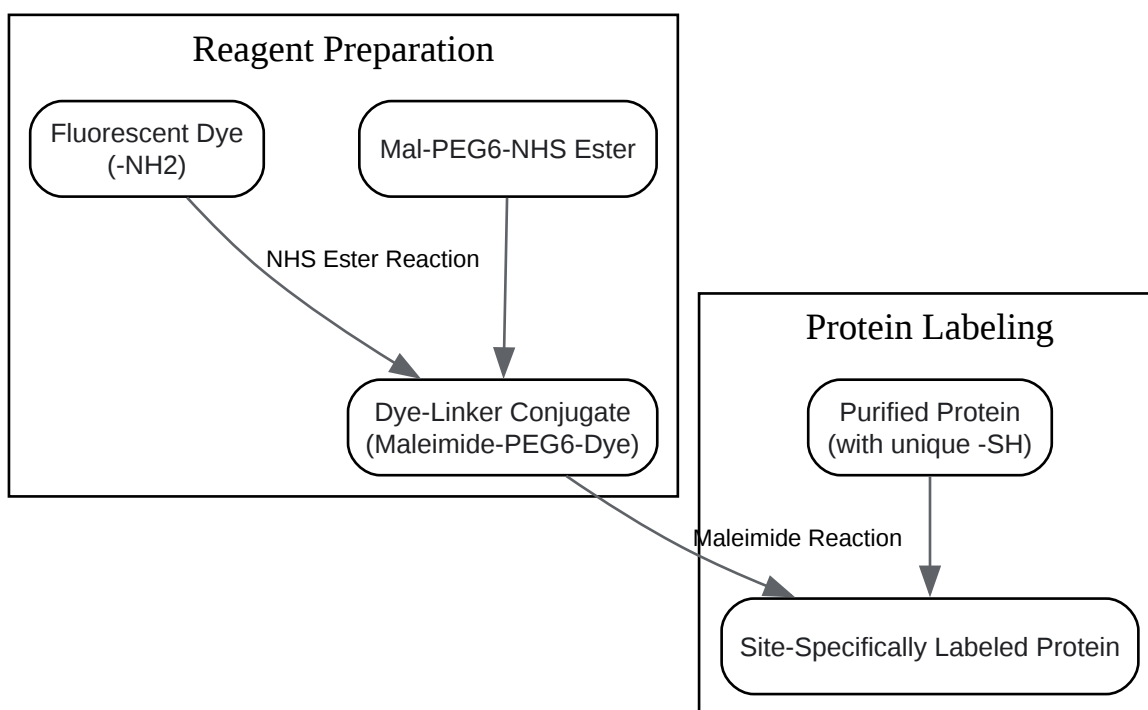 Reagent Preparation
Fluorescent Dye
(-NH2)
Mal-PEG6-NHS Ester
NHS Ester Reaction
Dye-Linker Conjugate
(Maleimide-PEG6-Dye)
Protein Labeling
Purified Protein
(with unique -SH)
Maleimide Reaction
Site-Specifically Labeled Protein